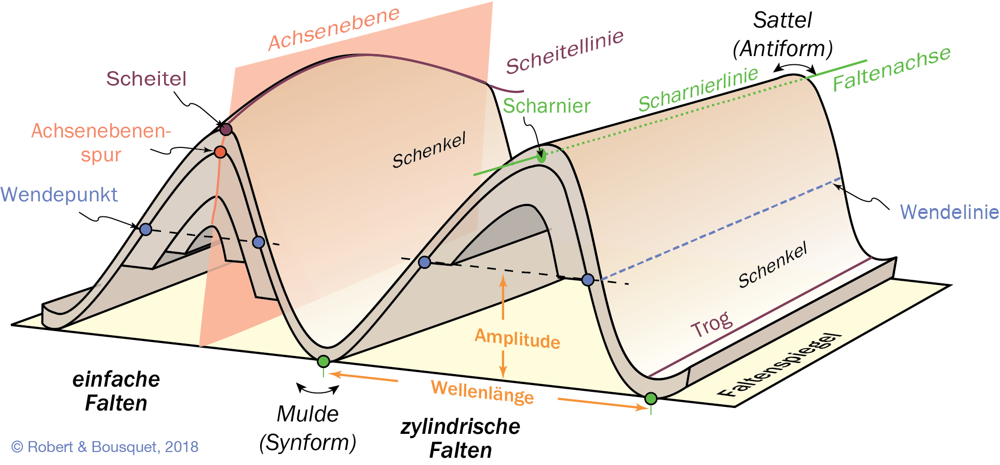 Achsenebene
Scheitellinie
Sattel
(Antiform)
Scheitel
Scharnier
Scharnierlinie
Faltenachse
Achsenebenen-
spur
Schenkel
Wendepunkt
Wendelinie
Schenkel
Trog
Amplitude
Faltenspiegel
einfache
Falten
Wellenlänge
Mulde
(Synform)
zylindrische
Falten
© Robert & Bousquet, 2018